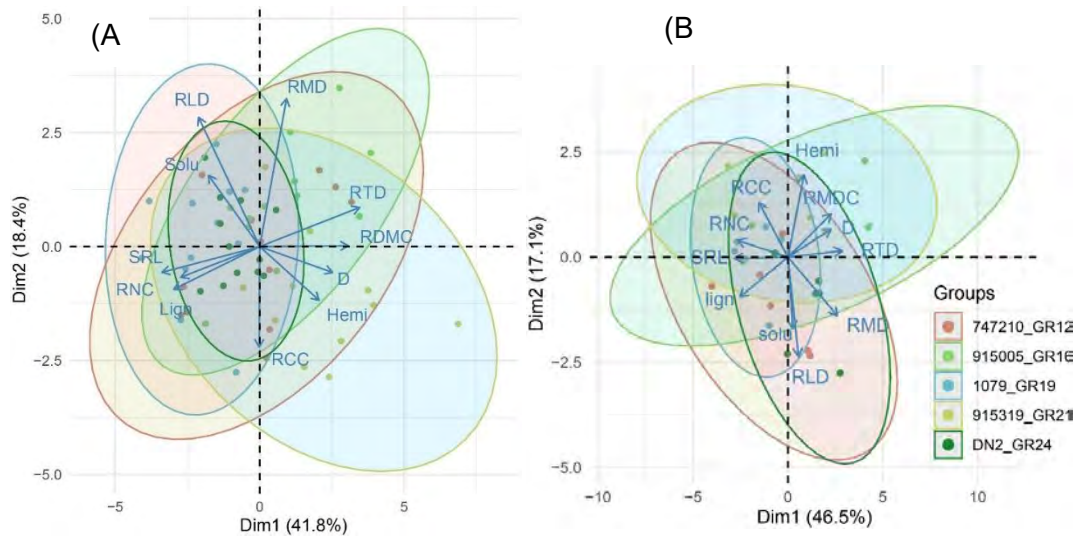 (A
5.0
2.5
0.0
−2.5
−5.0
Dim2 (18.4%)
RLD
RMD
Solu
RTD
RDMC
SRL
D
RNC
Lign
Hemi
RCC
−5
0
5
Dim1 (41.8%)
(B
2.5
0.0
−2.5
−5.0
Dim2 (17.1%)
Hemi
RCC
RMDC
RNC
D
RTD
SRL
lign
solu
RMD
RLD
−10
−5
0
5
10
Dim1 (46.5%)
Groups
747210_GR12
915005_GR16
1079_GR19
915319_GR21
DN2_GR24